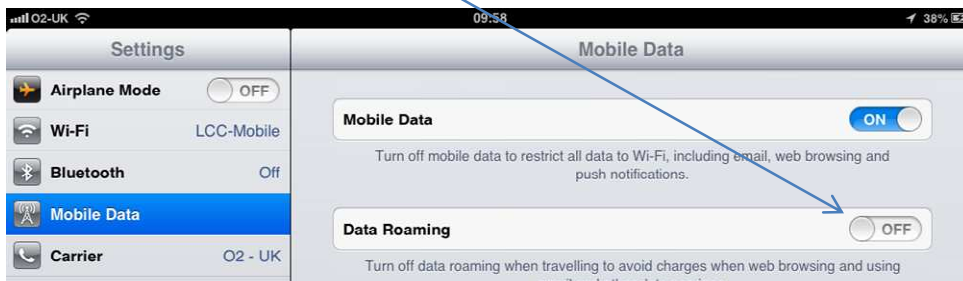 O2-UK 09:58 38%
Settings Mobile Data
Airplane Mode OFF
Wi-Fi LCC-Mobile
Bluetooth Off
Mobile Data
Carrier O2 - UK
Mobile Data ON
Turn off mobile data to restrict all data to Wi-Fi, including email, web browsing and
push notifications.
Data Roaming OFF
Turn off data roaming when travelling to avoid charges when web browsing and using